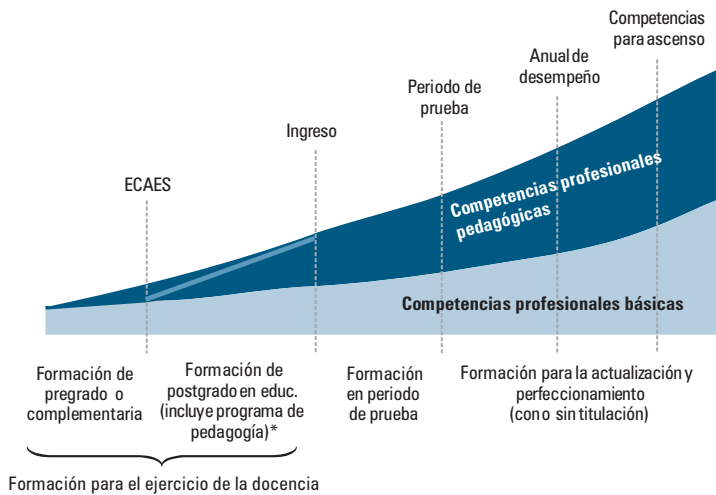 Competencias
para ascenso
Anual de
desempeño
Periodo de
prueba
Ingreso
ECAES
Competencias profesionales
pedagógicas
Competencias profesionales básicas
Formación de
pregrado o
complementaria
Formación de
postgrado en educ.
(incluye programa de
pedagogía)*
Formación
en periodo
de prueba
Formación para la actualización y
perfeccionamiento
(con o sin titulación)
Formación para el ejercicio de la docencia